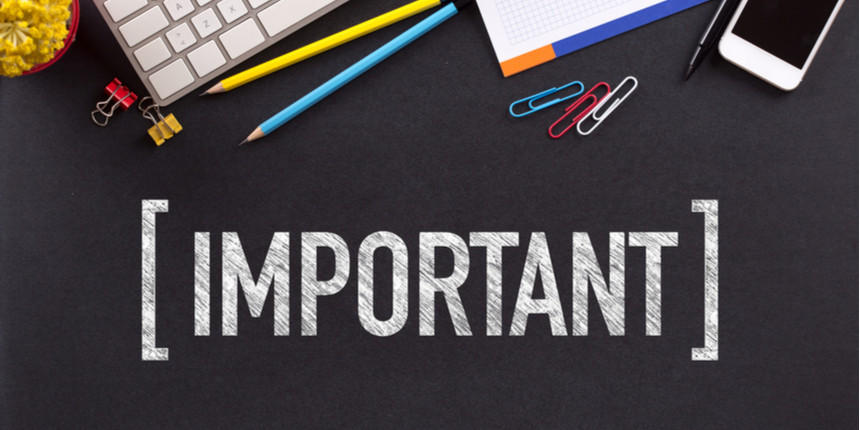 A
Z X
[IMPORTANT]